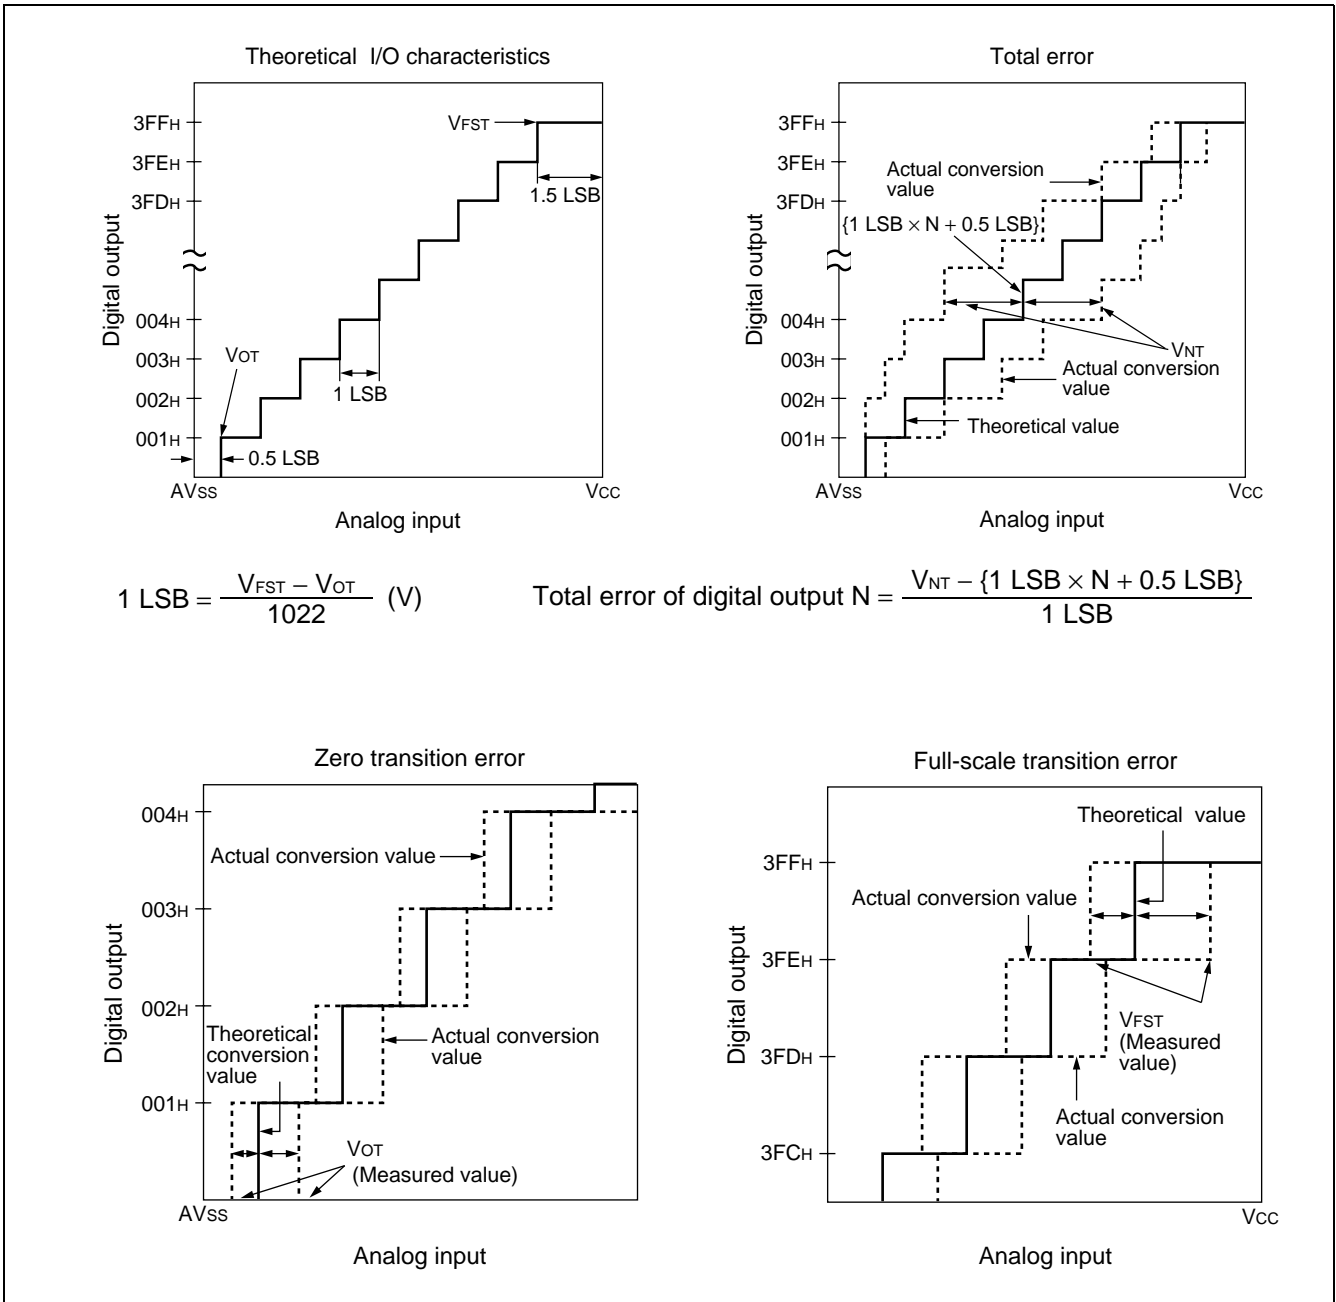 Theoretical I/O characteristics
3FFH
3FEH
3FDH
004H
003H
002H
001H
Digital output
VFST
1.5 LSB
VOT
1 LSB
0.5 LSB
AVSS
VCC
Analog input
Total error
3FFH
3FEH
3FDH
004H
003H
002H
001H
Digital output
Actual conversion
value
{1 LSB × N + 0.5 LSB}
VNT
Actual conversion
value
Theoretical value
AVSS
VCC
Analog input
1 LSB = VFST – VOT
1022
(V)
Total error of digital output N = VNT – {1 LSB × N + 0.5 LSB}
1 LSB
Zero transition error
004H
003H
002H
001H
Digital output
Actual conversion value
Theoretical
conversion
value
Actual conversion
value
VOT
(Measured value)
AVSS
Analog input
Full-scale transition error
3FFH
3FEH
3FDH
3FCH
Digital output
Theoretical value
Actual conversion value
VFST
(Measured
value)
Actual conversion
value
VCC
Analog input